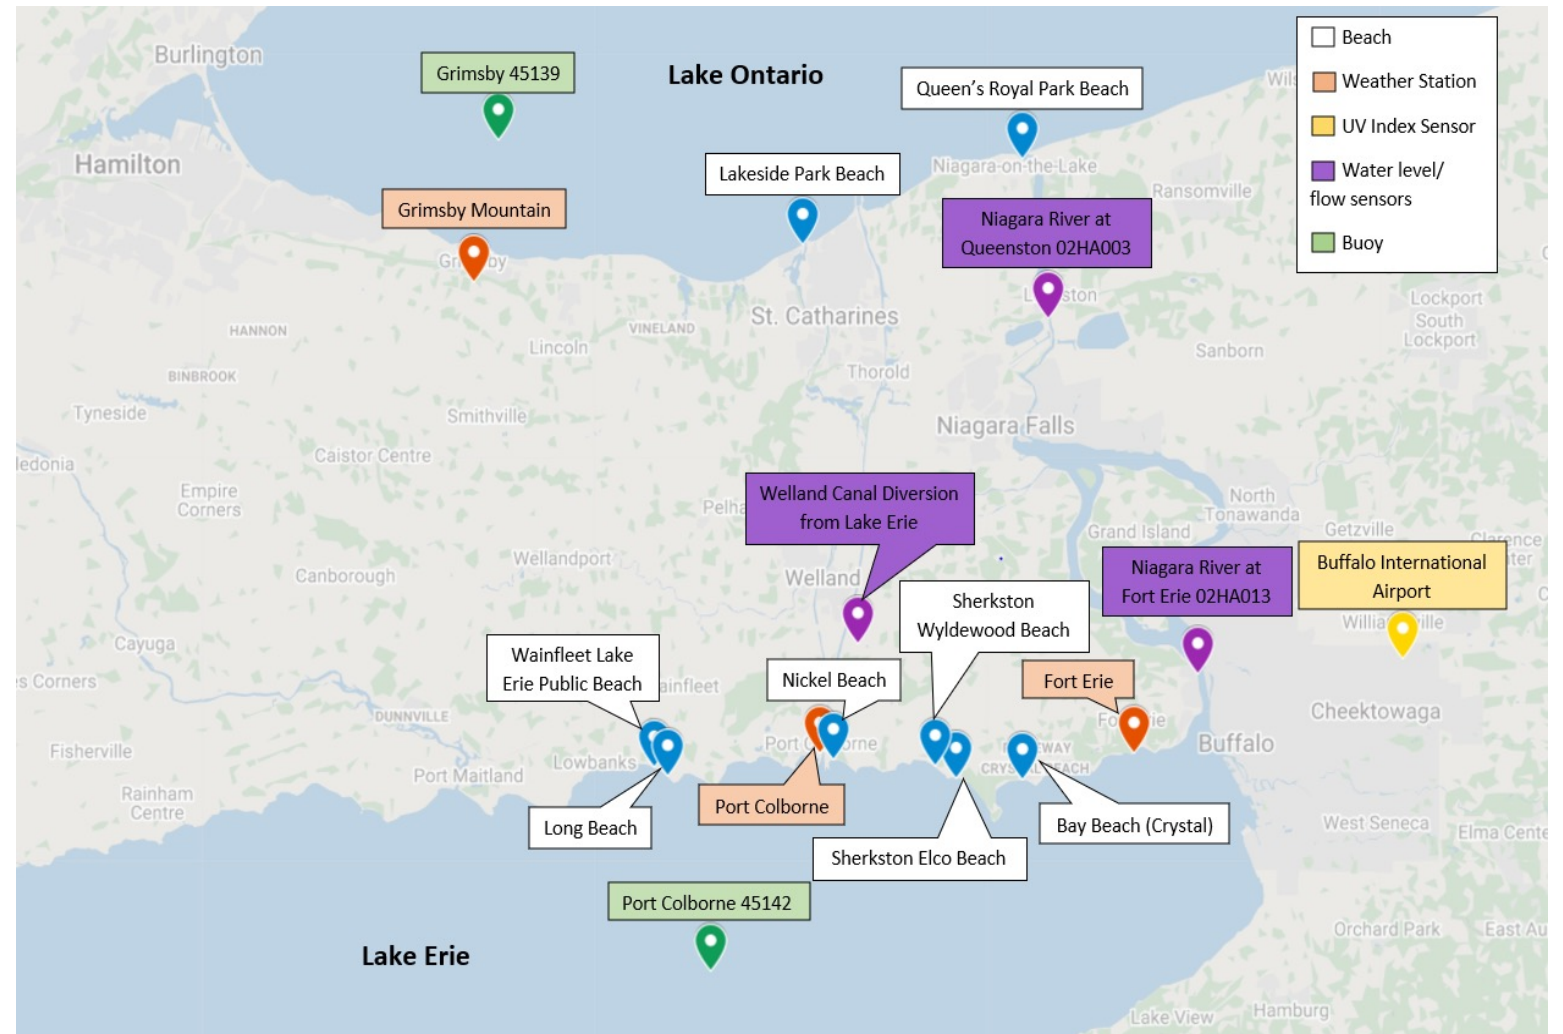 Burlington
Grimsby 45139
Lake Ontario
Queen's Royal Park Beach
Beach
Weather Station
UV Index Sensor
Water level/
flow sensors
Buoy
Hamilton
Lakeside Park Beach
Niagara-on-the-Lake
Ransomville
Grimsby Mountain
Niagara River at
Queenston 02HA003
HANNON
VINELAND
St. Catharines
Lockport
South
Lockport
Lincoln
Sanborn
BINBROOK
Thorold
Tyneside
Smithville
Niagara Falls
Caistor Centre
Empire
Corners
Welland Canal Diversion
from Lake Erie
North
Tonawanda
Grand Island
Getzville
Wellandport
Canborough
Welland
Niagara River at
Fort Erie 02HA013
Buffalo International
Airport
Sherkston
Wyldewood Beach
Cayuga
Wainfleet Lake
Erie Public Beach
Nickel Beach
Fort Erie
DUNNVILLE
Cheektowaga
Fisherville
Lowbanks
Port Maitland
Buffalo
CRYSTAL BEACH
Rainham
Centre
Port Colborne
Long Beach
Bay Beach (Crystal)
West Seneca
Elma Cente
Sherkston Elco Beach
Port Colborne 45142
Lake Erie
Orchard Park
East Au
Hamburg
Lake View